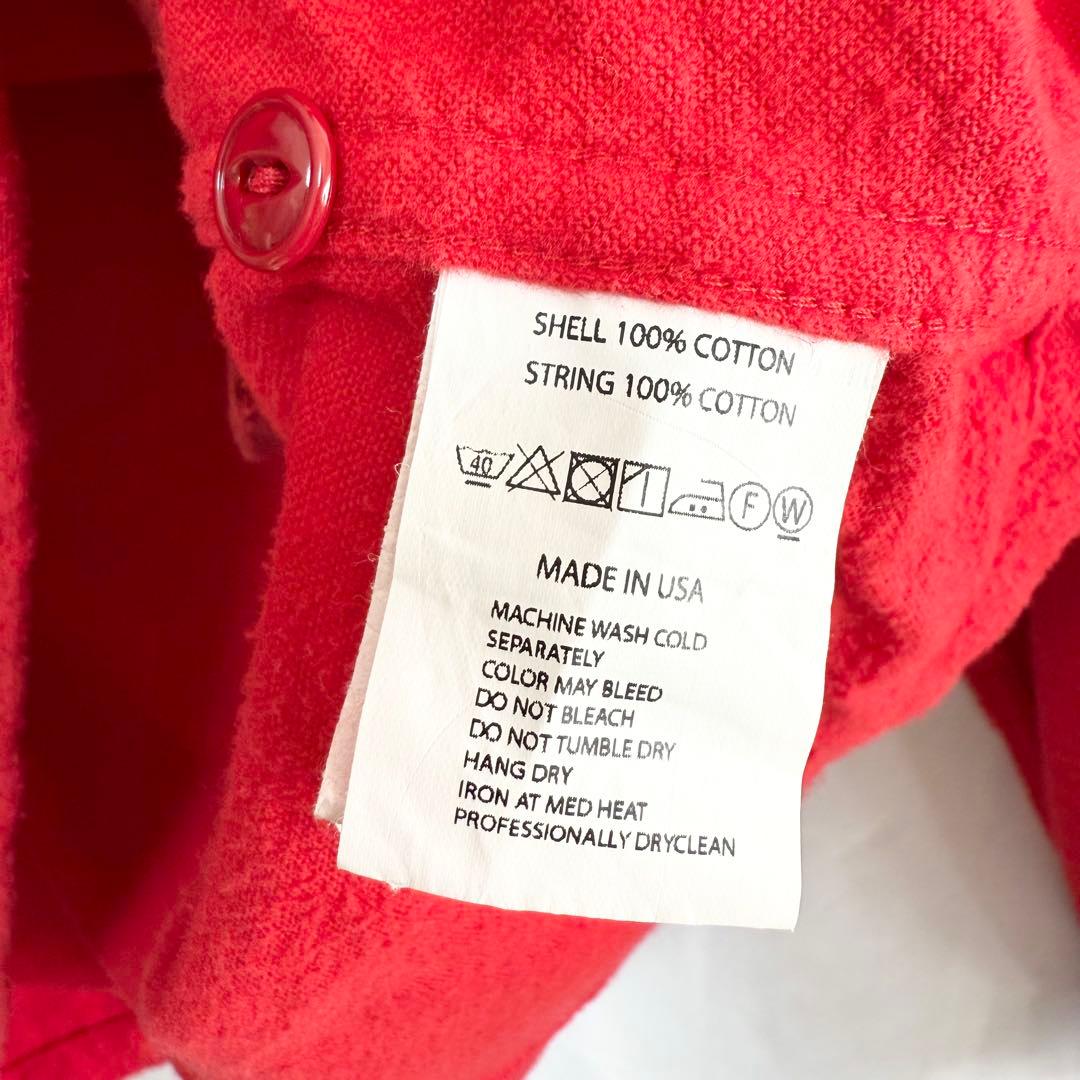 SHELL 100% COTTON
STRING 100% COTTON
40 F W
MADE IN USA
MACHINE WASH COLD
SEPARATELY
COLOR MAY BLEED
DO NOT BLEACH
DO NOT TUMBLE DRY
HANG DRY
IRON AT MED HEAT
PROFESSIONALLY DRYCLEAN